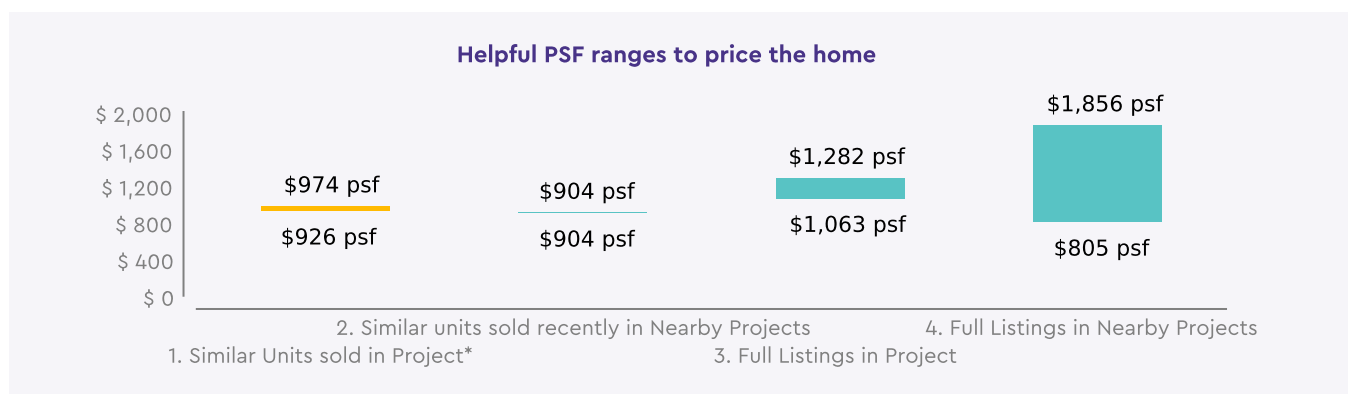 Helpful PSF ranges to price the home
$ 2,000
$ 1,600
$ 1,200
$ 800
$ 400
$ 0
$974 psf
$926 psf
$904 psf
$904 psf
$1,282 psf
$1,063 psf
$1,856 psf
$805 psf
1. Similar Units sold in Project*
2. Similar units sold recently in Nearby Projects
3. Full Listings in Project
4. Full Listings in Nearby Projects